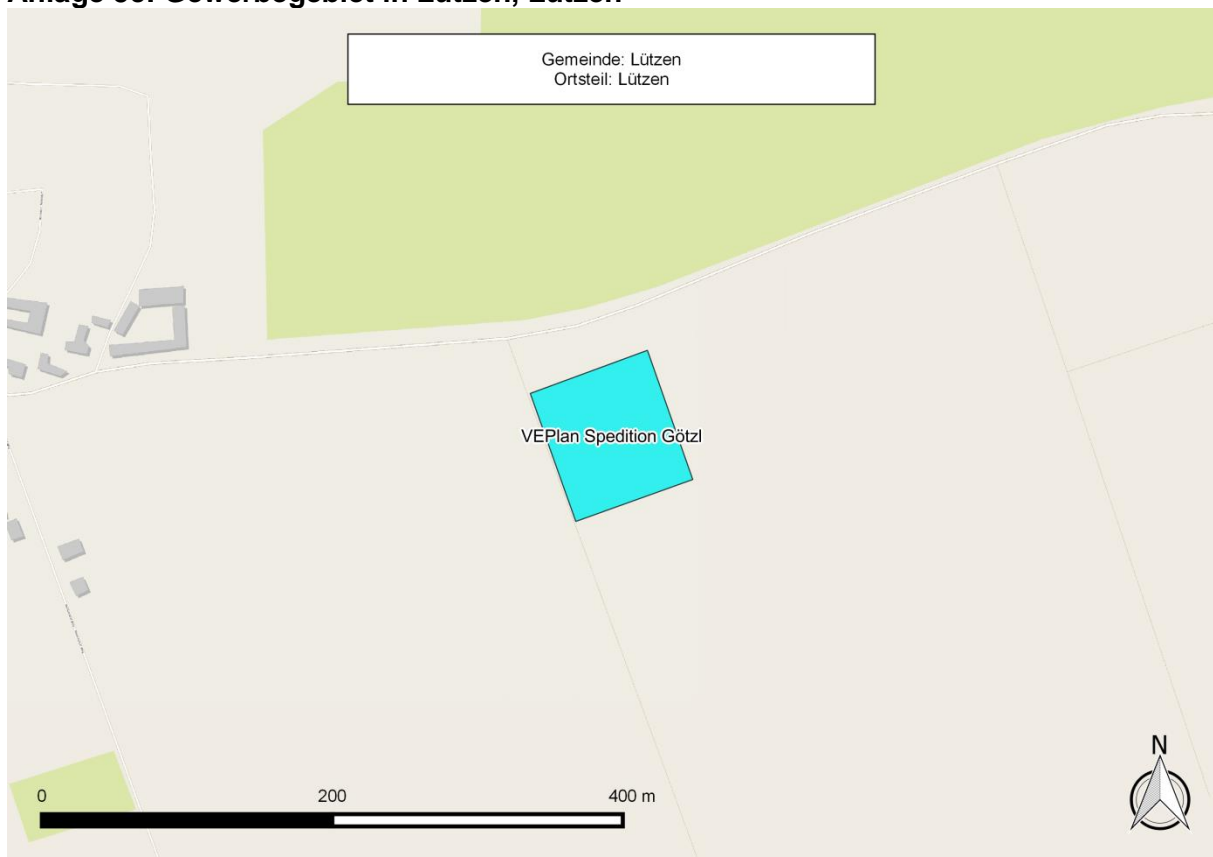 Gemeinde: Lützen
Ortsteil: Lützen
VEPlan Spedition Götzl
N
0 200 400 m